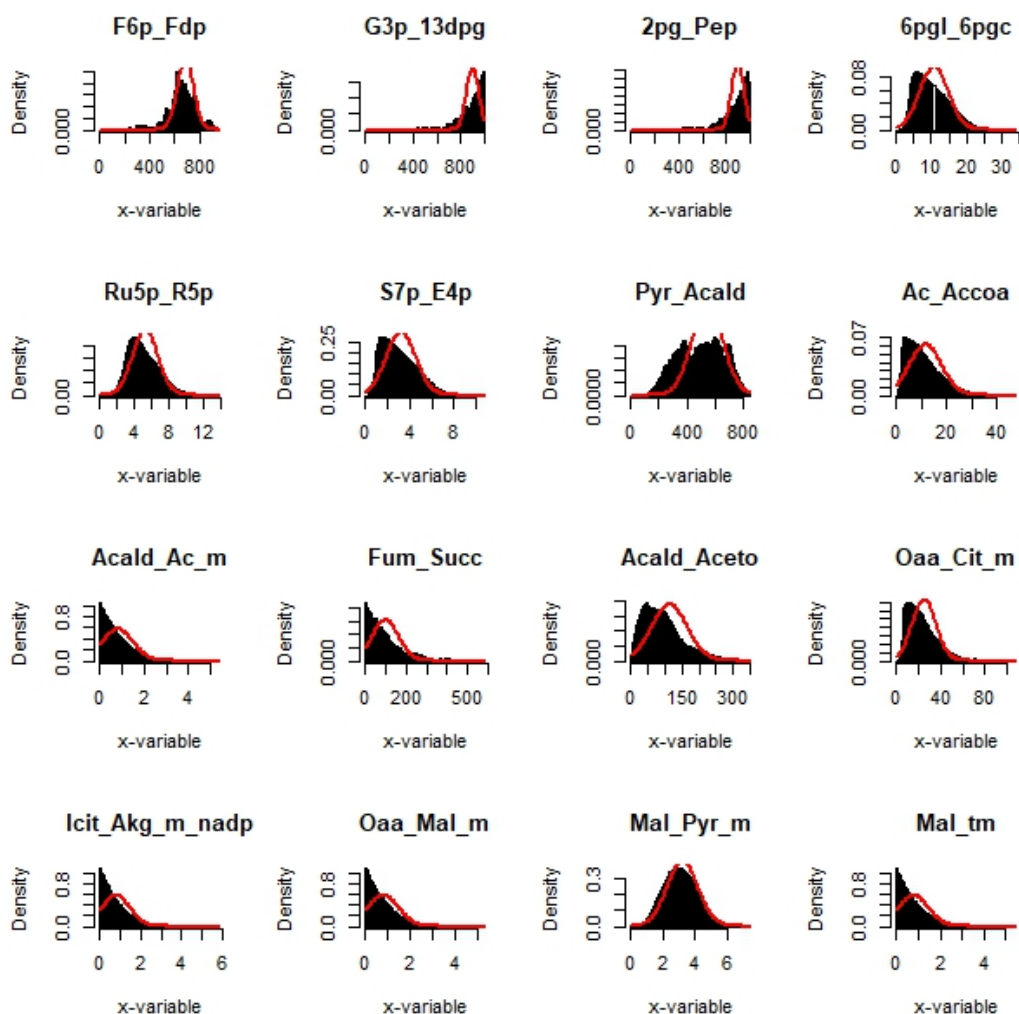 F6p_Fdp G3p_13dpg 2pg_Pep 6pgl_6pgc
Density Density Density Density
0.000 0.000 0.000 0.00 0.08
0 400 800 0 400 800 0 400 800 0 10 20 30
x-variable x-variable x-variable x-variable
Ru5p_R5p S7p_E4p Pyr_Acald Ac_Accoa
Density Density Density Density
0.00 0.00 0.25 0.0000 0.00 0.07
0 4 8 12 0 4 8 0 400 800 0 20 40
x-variable x-variable x-variable x-variable
Acald_Ac_m Fum_Succ Acald_Aceto Oaa_Cit_m
Density Density Density Density
0.0 0.8 0.000 0.000 0.00
0 2 4 0 200 500 0 150 300 0 40 80
x-variable x-variable x-variable x-variable
Icit_Akg_m_nadp Oaa_Mal_m Mal_Pyr_m Mal_tm
Density Density Density Density
0.0 0.8 0.0 0.8 0.0 0.3 0.0 0.8
0 2 4 6 0 2 4 0 2 4 6 0 2 4
x-variable x-variable x-variable x-variable